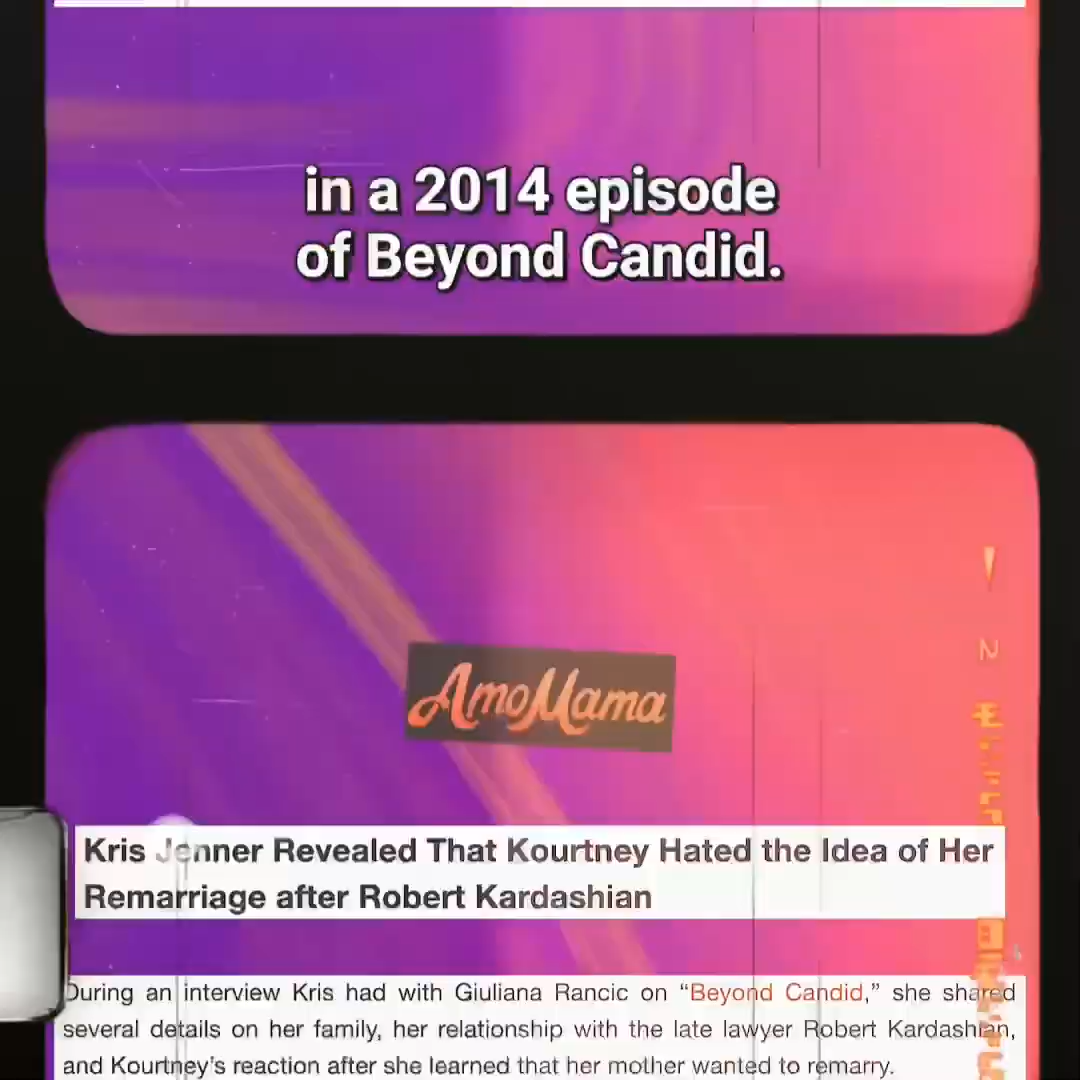 in a 2014 episode
of Beyond Candid.
AmoMama
Kris Jenner Revealed That Kourtney Hated the Idea of Her
Remarriage after Robert Kardashian
During an interview Kris had with Giuliana Rancic on “Beyond Candid,” she shared
several details on her family, her relationship with the late lawyer Robert Kardashian,
and Kourtney’s reaction after she learned that her mother wanted to remarry.
2